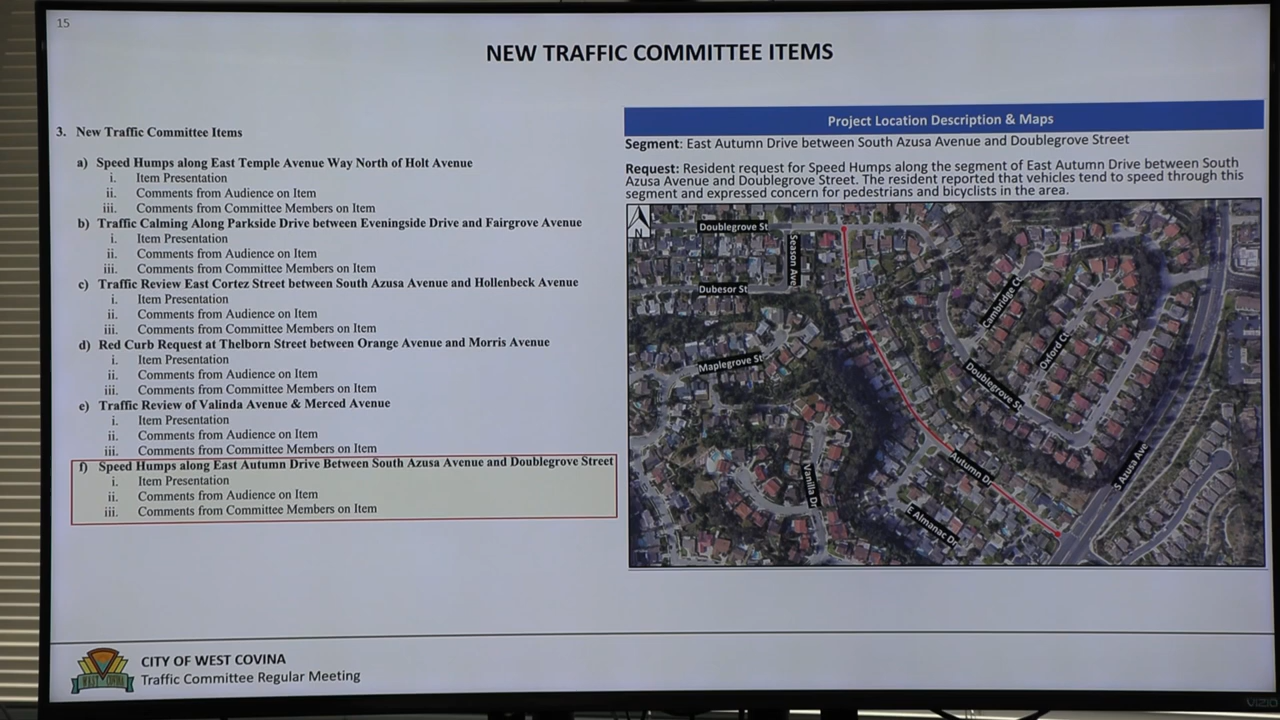 15
NEW TRAFFIC COMMITTEE ITEMS
3. New Traffic Committee Items
a) Speed Humps along East Temple Avenue Way North of Holt Avenue
i. Item Presentation
ii. Comments from Audience on Item
iii. Comments from Committee Members on Item
b) Traffic Calming Along Parkside Drive between Eveningside Drive and Fairgrove Avenue
i. Item Presentation
ii. Comments from Audience on Item
iii. Comments from Committee Members on Item
c) Traffic Review East Cortez Street between South Azusa Avenue and Hollenbeck Avenue
i. Item Presentation
ii. Comments from Audience on Item
iii. Comments from Committee Members on Item
d) Red Curb Request at Thelborn Street between Orange Avenue and Morris Avenue
i. Item Presentation
ii. Comments from Audience on Item
iii. Comments from Committee Members on Item
e) Traffic Review of Valinda Avenue & Merced Avenue
i. Item Presentation
ii. Comments from Audience on Item
iii. Comments from Committee Members on Item
f) Speed Humps along East Autumn Drive Between South Azusa Avenue and Doublegrove Street
i. Item Presentation
ii. Comments from Audience on Item
iii. Comments from Committee Members on Item
Project Location Description & Maps
Segment: East Autumn Drive between South Azusa Avenue and Doublegrove Street
Request: Resident request for Speed Humps along the segment of East Autumn Drive between South
Azusa Avenue and Doublegrove Street. The resident reported that vehicles tend to speed through this
segment and expressed concern for pedestrians and bicyclists in the area.
N
Doublegrove St
Season Ave
Dubesor St
Maplegrove St
Cambridge Ct
Oxford Ct
Doublegrove St
Autumn Dr
S Azusa Ave
Vanilla Dr
E Almanac Dr
WEST COVINA
CITY OF WEST COVINA
Traffic Committee Regular Meeting
VIZIO